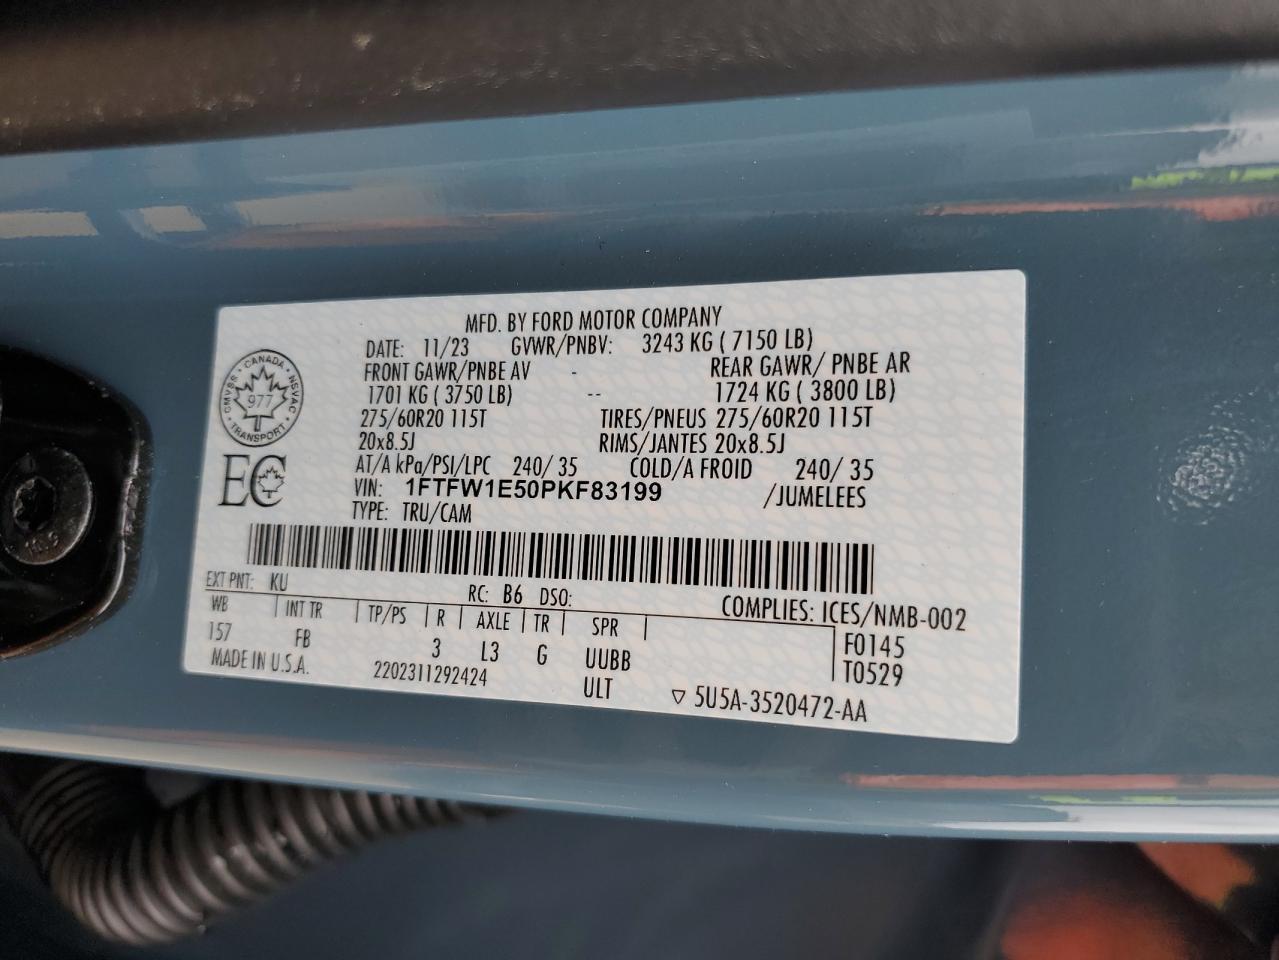 MFD. BY FORD MOTOR COMPANY
DATE: 11/23 GVWR/PNBV: 3243 KG ( 7150 LB)
FRONT GAWR/PNBE AV - REAR GAWR/ PNBE AR
1701 KG ( 3750 LB) -- 1724 KG ( 3800 LB)
275/60R20 115T TIRES/PNEUS 275/60R20 115T
20x8.5J RIMS/JANTES 20x8.5J
AT/A kPa/PSI/LPC 240/ 35 COLD/A FROID 240/ 35
VIN: 1FTFW1E50PKF83199 /JUMELEES
TYPE: TRU/CAM
CANADA
CMVSS NSVAC
977
TRANSPORT
EC
EXT PNT: KU RC: B6 DSO:
COMPLIES: ICES/NMB-002
WB | INT TR | TP/PS | R | AXLE | TR | SPR |
157 FB 3 L3 G UUBB F0145
ULT T0529
MADE IN U.S.A. 2202311292424 ▽ 5U5A-3520472-AA
10.9